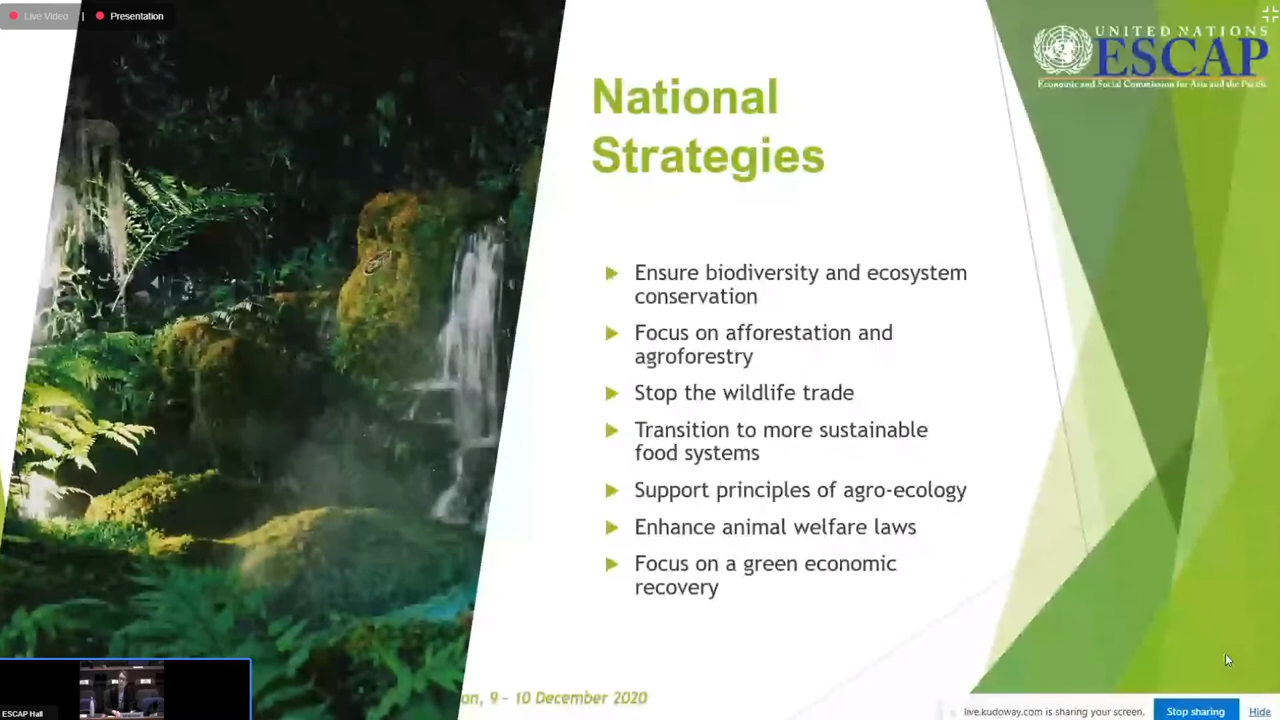 Live Video | Presentation
UNITED NATIONS
ESCAP
Economic and Social Commission for Asia and the Pacific
National
Strategies
Ensure biodiversity and ecosystem
conservation
Focus on afforestation and
agroforestry
Stop the wildlife trade
Transition to more sustainable
food systems
Support principles of agro-ecology
Enhance animal welfare laws
Focus on a green economic
recovery
ESCAP Hall
on, 9 - 10 December 2020
live.kudoway.com is sharing your screen.
Stop sharing
Hide